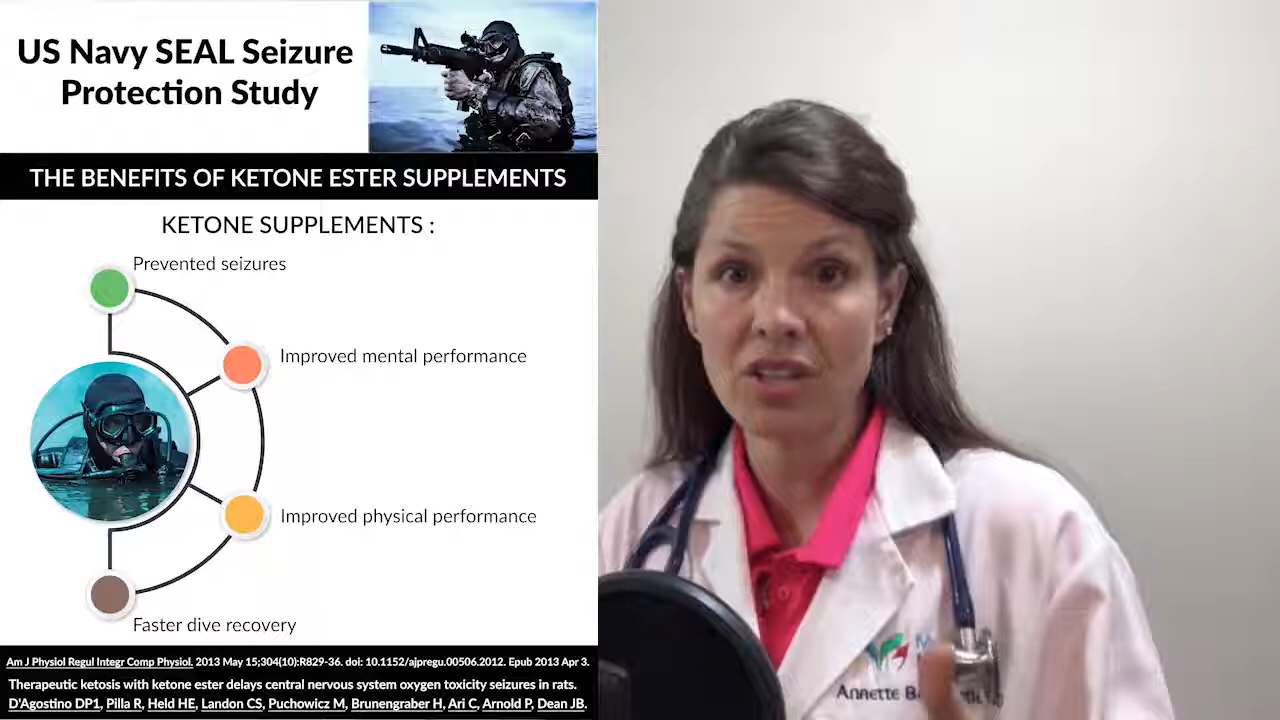 US Navy SEAL Seizure
Protection Study
THE BENEFITS OF KETONE ESTER SUPPLEMENTS
KETONE SUPPLEMENTS :
Prevented seizures
Improved mental performance
Improved physical performance
Faster dive recovery
Am J Physiol Regul Integr Comp Physiol. 2013 May 15;304(10):R829-36. doi: 10.1152/ajpregu.00506.2012. Epub 2013 Apr 3.
Therapeutic ketosis with ketone ester delays central nervous system oxygen toxicity seizures in rats.
D'Agostino DP1, Pilla R, Held HE, Landon CS, Puchowicz M, Brunengraber H, Ari C, Arnold P, Dean JB.
Annette